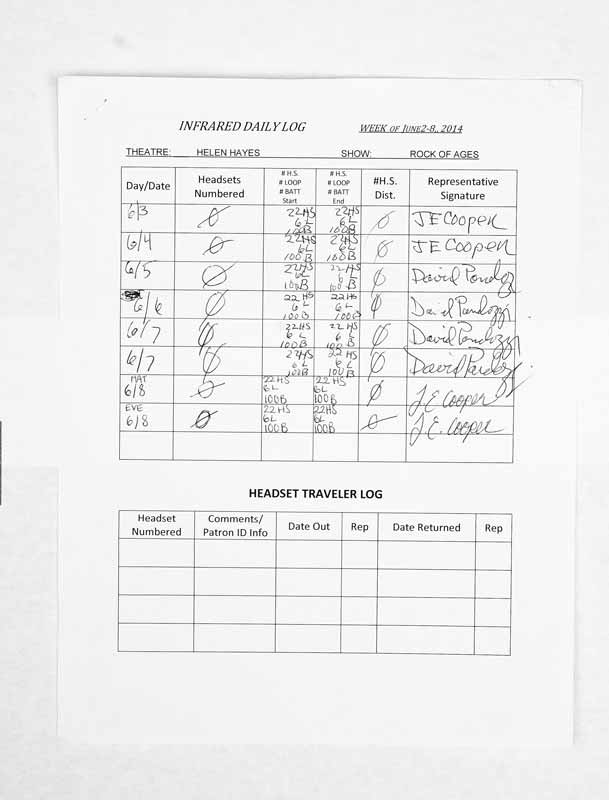 INFRARED DAILY LOG WEEK OF JUNE2-8, 2014
THEATRE: HELEN HAYES SHOW: ROCK OF AGES
Day/Date Headsets Numbered # H.S. # LOOP # BATT Start # H.S. # LOOP # BATT End #H.S. Dist. Representative Signature
6/3 Ø 22HS 6L 100B 22HS 6L 100B Ø JE Cooper
6/4 Ø 22HS 6L 100B 22HS 6L 100B Ø JE Cooper
6/5 Ø 22HS 6L 100B 22HS 6L 100B Ø David Pandozzi
6/6 Ø 22HS 6L 100B 22HS 6L 100B Ø David Pandozzi
6/7 Ø 22HS 6L 100B 22HS 6 100B Ø David Pandozzi
6/7 Ø 22HS 6L 100B 22HS 6L 100B Ø David Pandozzi
MAT 6/8 Ø 22HS 6L 100B 22HS 6L 100B Ø J.E Cooper
EVE 6/8 Ø 22HS 6L 100B 22HS 6L 100B Ø J.E. Cooper
HEADSET TRAVELER LOG
Headset Numbered Comments/ Patron ID Info Date Out Rep Date Returned Rep